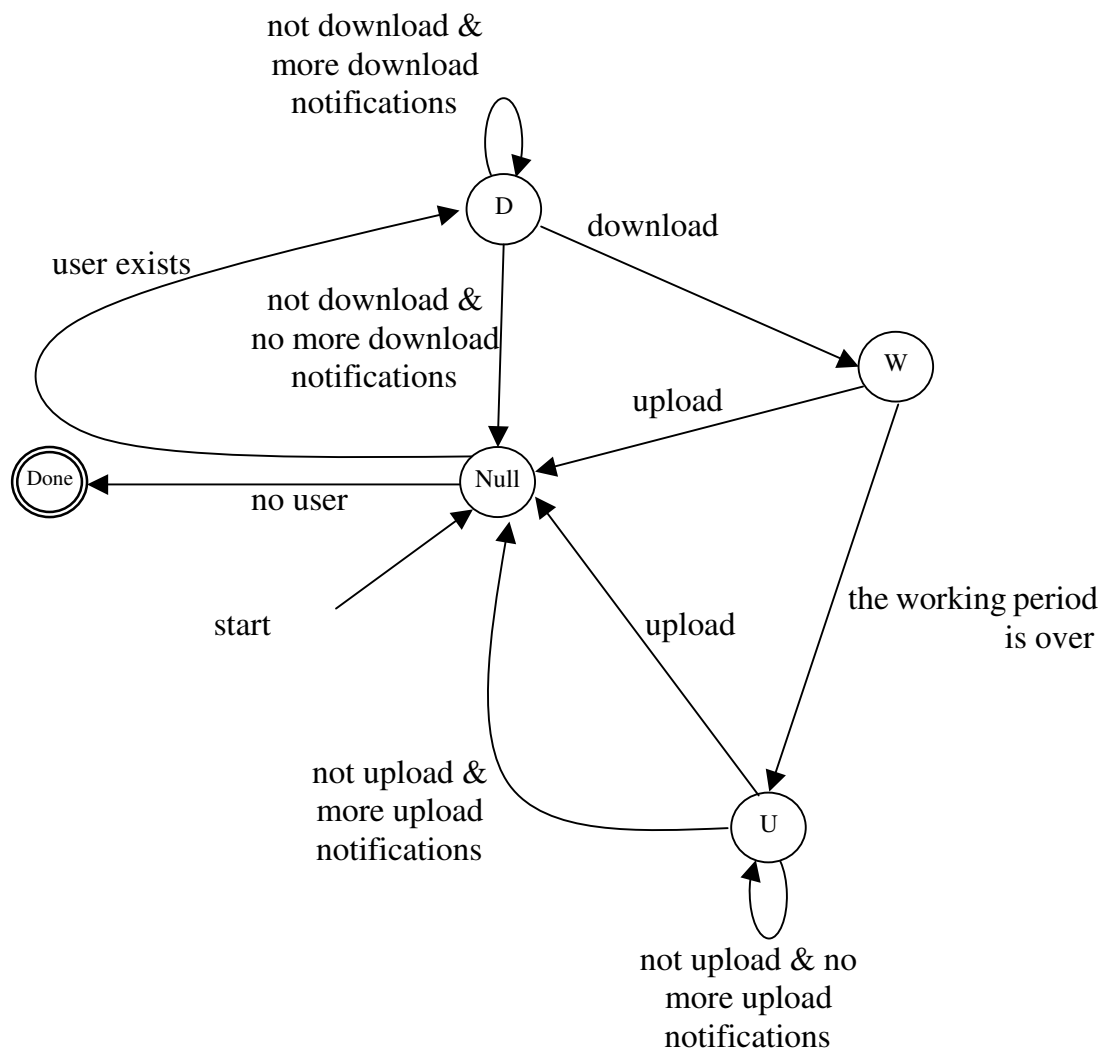 not download &
more download
notifications
D
download
user exists
not download &
no more download
notifications
W
upload
Done
Null
no user
start
the working period
is over
upload
not upload &
more upload
notifications
U
not upload & no
more upload
notifications